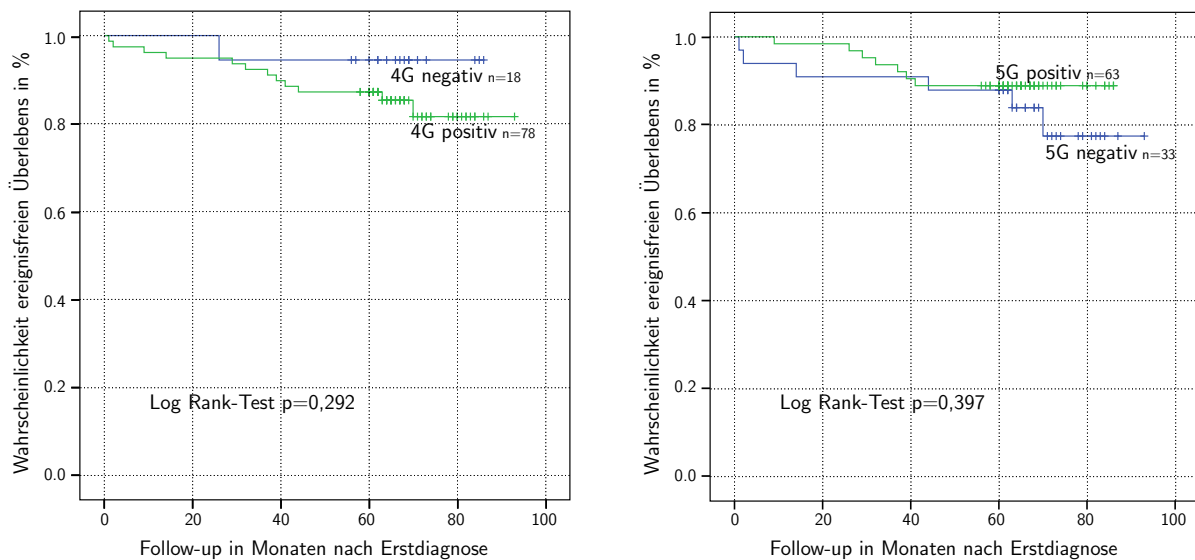 Wahrscheinlichkeit ereignisfreien Überlebens in %
1.0
0.8
0.6
0.4
0.2
0.0
4G negativ n=18
4G positiv n=78
Log Rank-Test p=0,292
0 20 40 60 80 100
Follow-up in Monaten nach Erstdiagnose
Wahrscheinlichkeit ereignisfreien Überlebens in %
1.0
0.8
0.6
0.4
0.2
0.0
5G positiv n=63
5G negativ n=33
Log Rank-Test p=0,397
0 20 40 60 80 100
Follow-up in Monaten nach Erstdiagnose